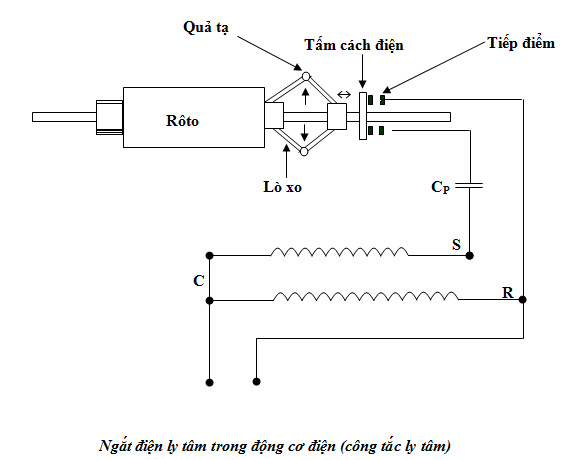 Quả tạ
Tấm cách điện
Tiếp điểm
Rôto
Lò xo
CP
S
C
R
Ngắt điện ly tâm trong động cơ điện (công tắc ly tâm)